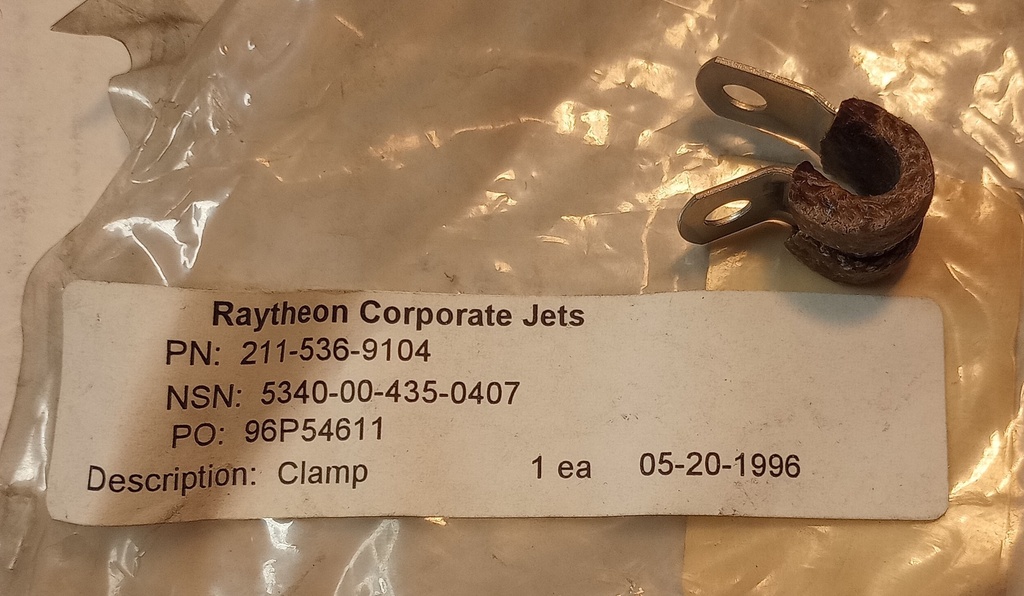 Raytheon Corporate Jets
PN: 211-536-9104
NSN: 5340-00-435-0407
PO: 96P54611
Description: Clamp 1 ea 05-20-1996